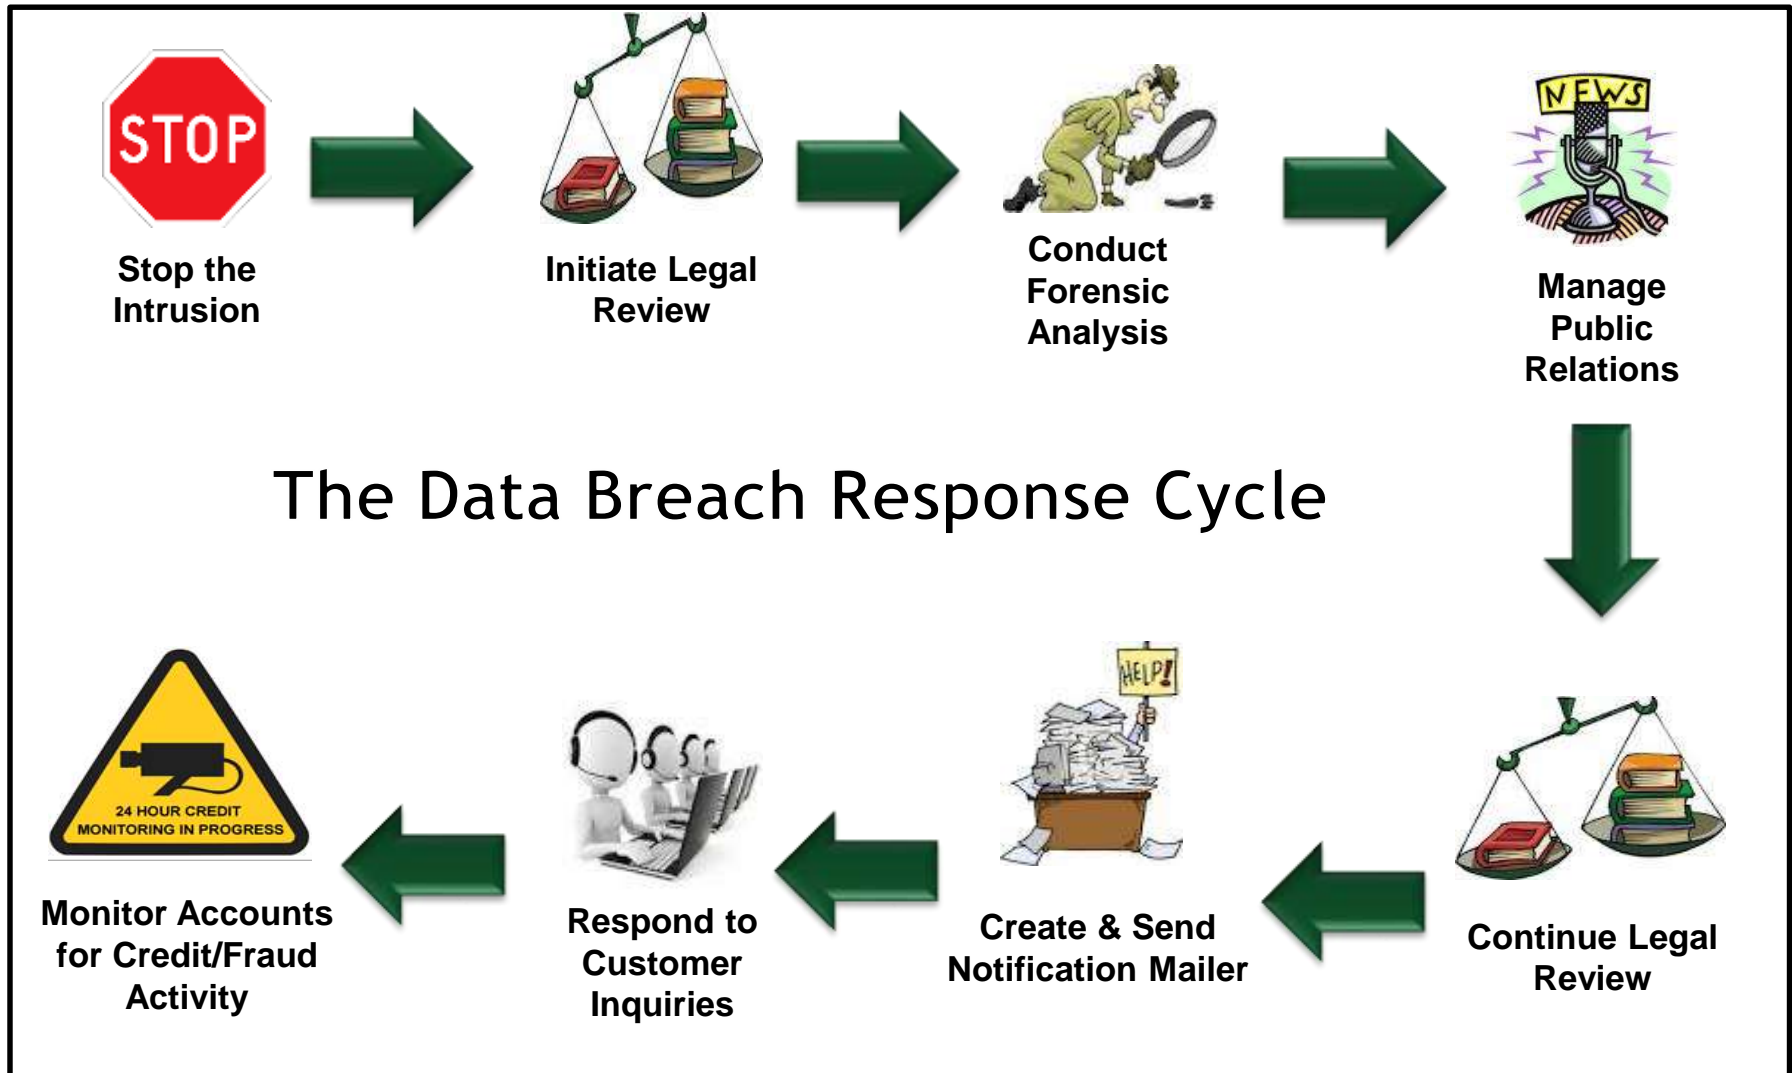 STOP
Stop the
Intrusion
Initiate Legal
Review
Conduct
Forensic
Analysis
NEWS
Manage
Public
Relations
The Data Breach Response Cycle
24 HOUR CREDIT
MONITORING IN PROGRESS
Monitor Accounts
for Credit/Fraud
Activity
Respond to
Customer
Inquiries
HELP!
Create & Send
Notification Mailer
Continue Legal
Review